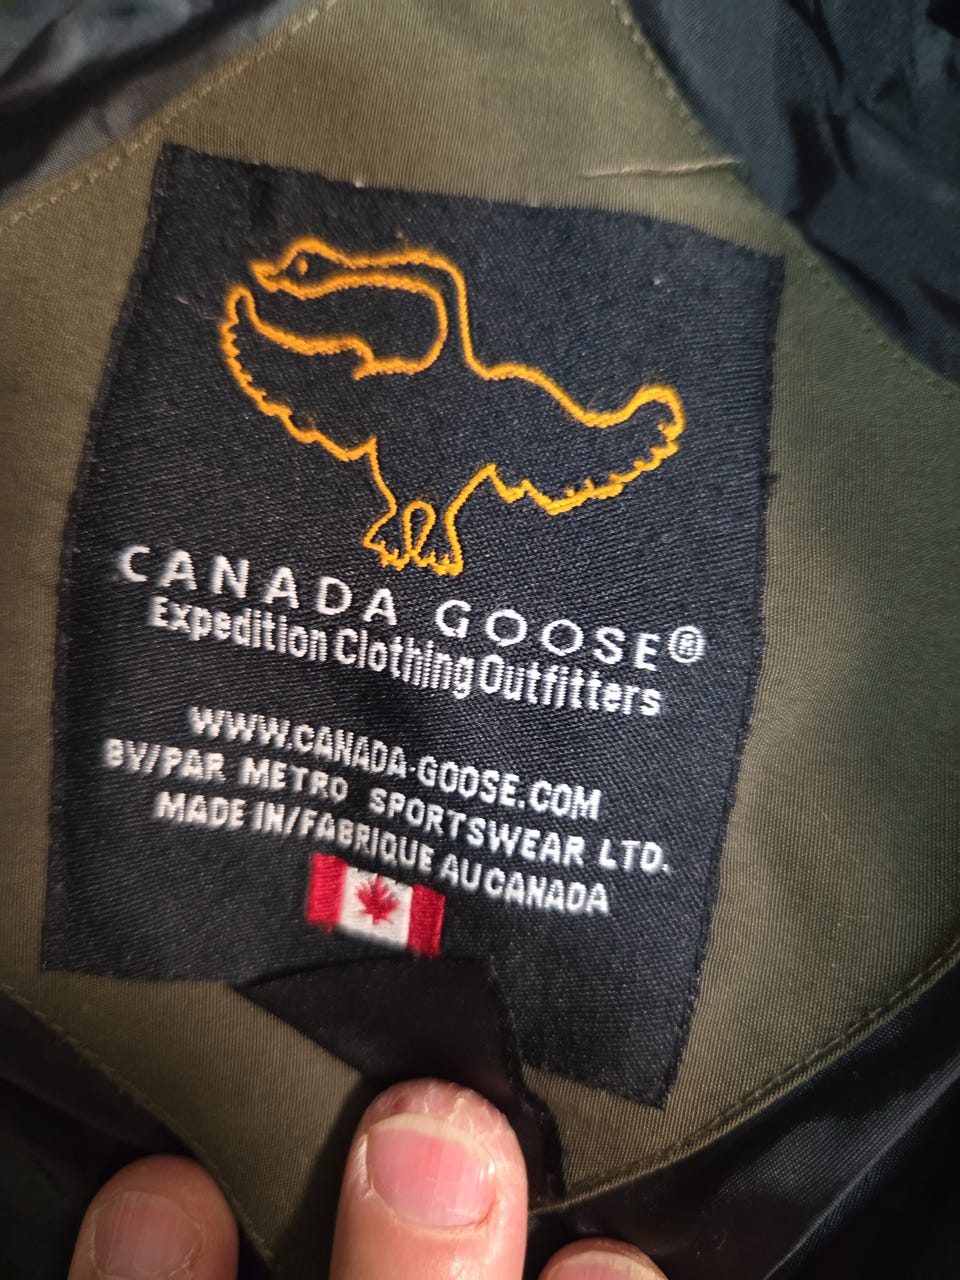 CANADA GOOSE®
Expedition Clothing Outfitters
WWW.CANADA-GOOSE.COM
BY/PAR METRO SPORTSWEAR LTD.
MADE IN/FABRIQUE AU CANADA